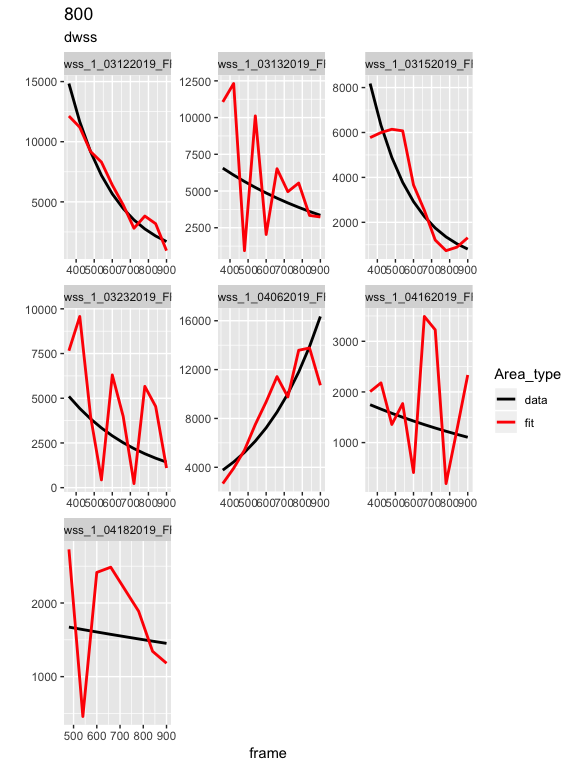 800
dwss
wss_1_03122019_Fl
wss_1_03132019_Fl
wss_1_03152019_Fl
15000
10000
5000
12500
10000
7500
5000
2500
8000
6000
4000
2000
400500600700800900
400500600700800900
400500600700800900
wss_1_03232019_Fl
wss_1_04062019_Fl
wss_1_04162019_Fl
10000
7500
5000
2500
0
16000
12000
8000
4000
3000
2000
1000
400500600700800900
400500600700800900
400500600700800900
Area_type
data
fit
wss_1_04182019_Fl
2000
1000
500 600 700 800 900
frame